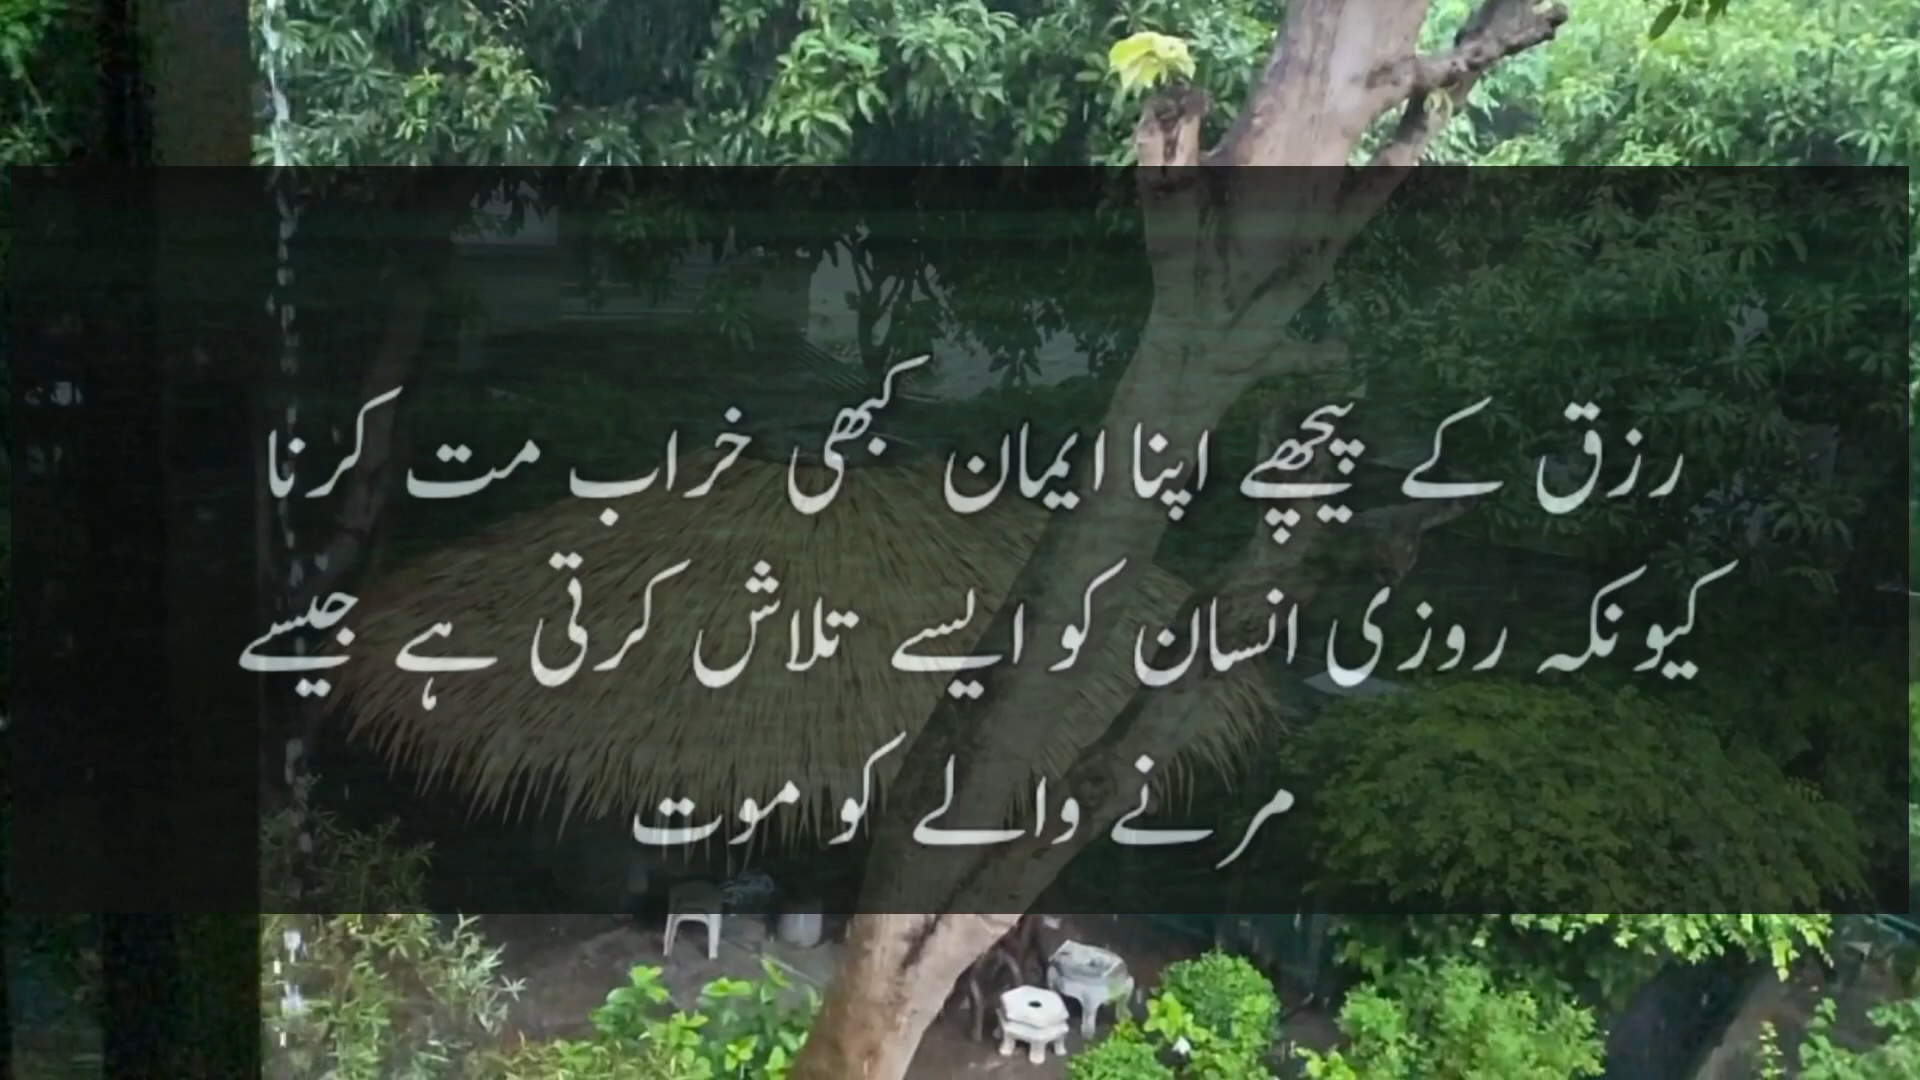 رزق کے پیچھے اپنا ایمان کبھی خراب مت کرنا
کیونکہ روزی انسان کو ایسے تلاش کرتی ہے جیسے
مرنے والے کو موت